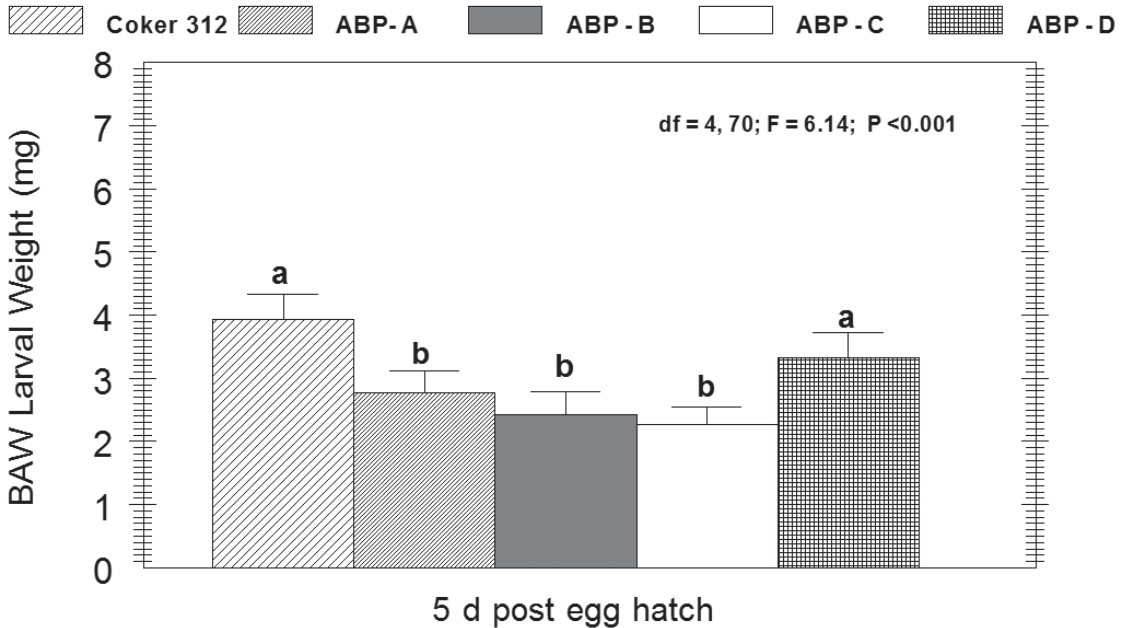 Coker 312 ABP-A ABP-B ABP-C ABP-D
8
df = 4, 70; F = 6.14; P <0.001
7
6
5
4
3
2
1
0
BAW Larval Weight (mg)
a
b
b
b
a
5 d post egg hatch